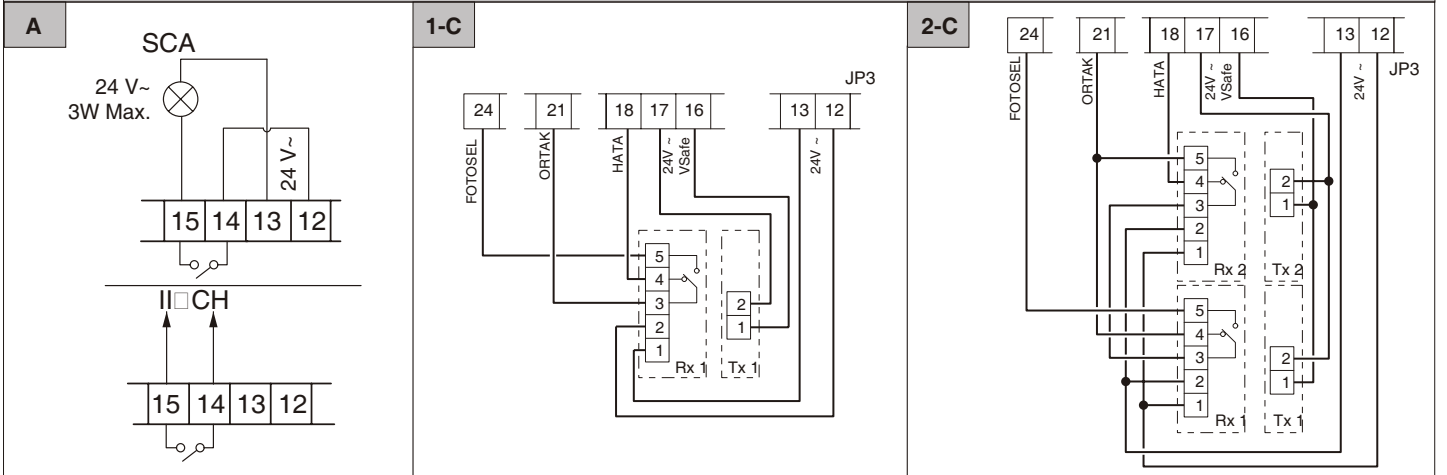 A
SCA
24 V~
3W Max.
24 V~
15 14 13 12
II□CH
15 14 13 12
1-C
JP3
24 21 18 17 16 13 12
FOTOSEL
ORTAK
HATA
24V ~
VSafe
24V ~
5
4
3
2
1
Rx 1
2
1
Tx 1
2-C
24 21 18 17 16 13 12
JP3
FOTOSEL
ORTAK
HATA
24V ~
VSafe
24V ~
5
4
3
2
1
Rx 2
2
1
Tx 2
5
4
3
2
1
Rx 1
2
1
Tx 1